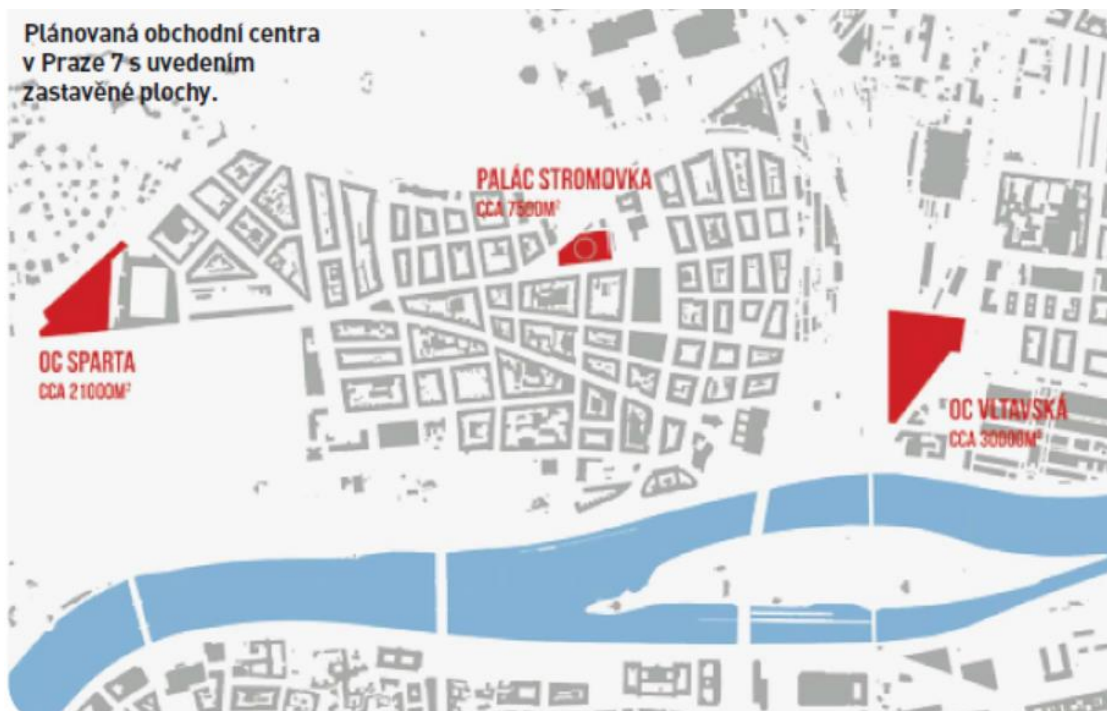 Plánovaná obchodní centra
v Praze 7 s uvedením
zastavěné plochy.
PALÁC STROMOVKA
CCA 7500M²
OC SPARTA
CCA 21000M²
OC VLTAVSKÁ
CCA 30000M²